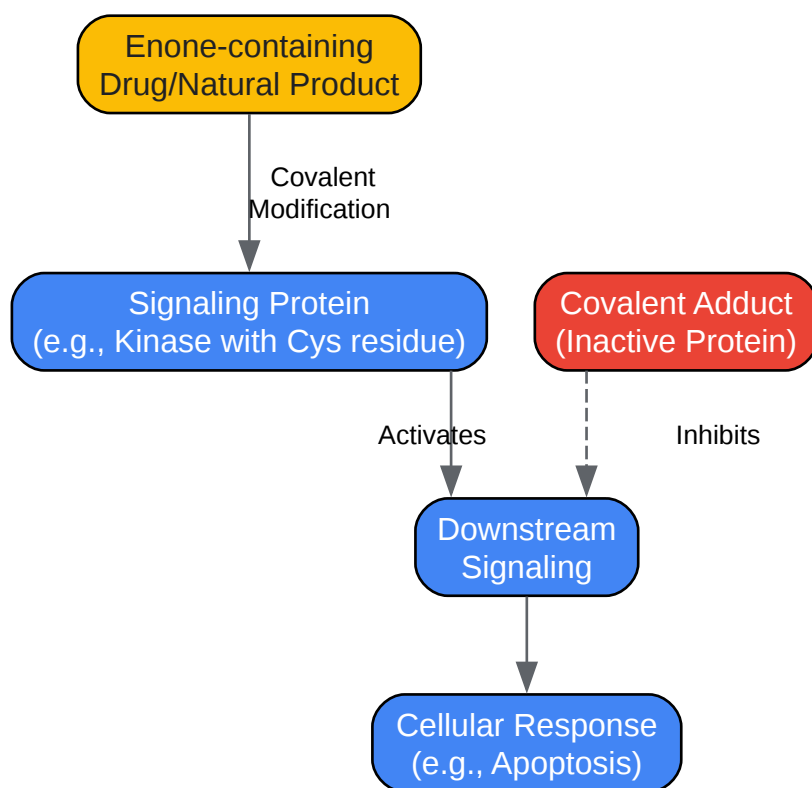 Enone-containing
Drug/Natural Product
Covalent
Modification
Signaling Protein
(e.g., Kinase with Cys residue)
Covalent Adduct
(Inactive Protein)
Activates
Inhibits
Downstream
Signaling
Cellular Response
(e.g., Apoptosis)